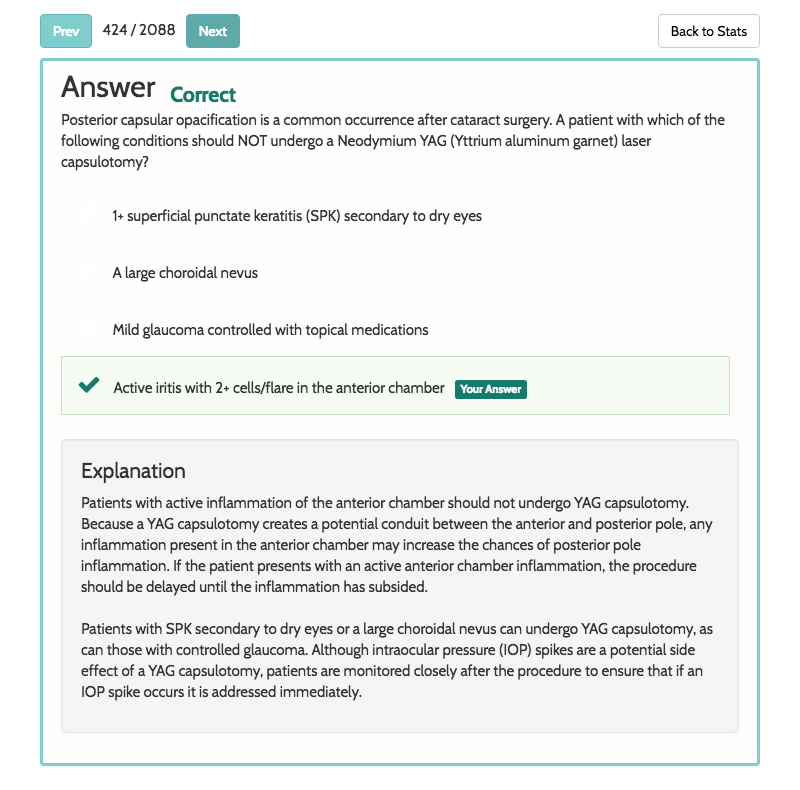 Prev 424 / 2088 Next Back to Stats
Answer Correct
Posterior capsular opacification is a common occurrence after cataract surgery. A patient with which of the
following conditions should NOT undergo a Neodymium YAG (Yttrium aluminum garnet) laser
capsulotomy?
1+ superficial punctate keratitis (SPK) secondary to dry eyes
A large choroidal nevus
Mild glaucoma controlled with topical medications
Active iritis with 2+ cells/flare in the anterior chamber Your Answer
Explanation
Patients with active inflammation of the anterior chamber should not undergo YAG capsulotomy.
Because a YAG capsulotomy creates a potential conduit between the anterior and posterior pole, any
inflammation present in the anterior chamber may increase the chances of posterior pole
inflammation. If the patient presents with an active anterior chamber inflammation, the procedure
should be delayed until the inflammation has subsided.
Patients with SPK secondary to dry eyes or a large choroidal nevus can undergo YAG capsulotomy, as
can those with controlled glaucoma. Although intraocular pressure (IOP) spikes are a potential side
effect of a YAG capsulotomy, patients are monitored closely after the procedure to ensure that if an
IOP spike occurs it is addressed immediately.